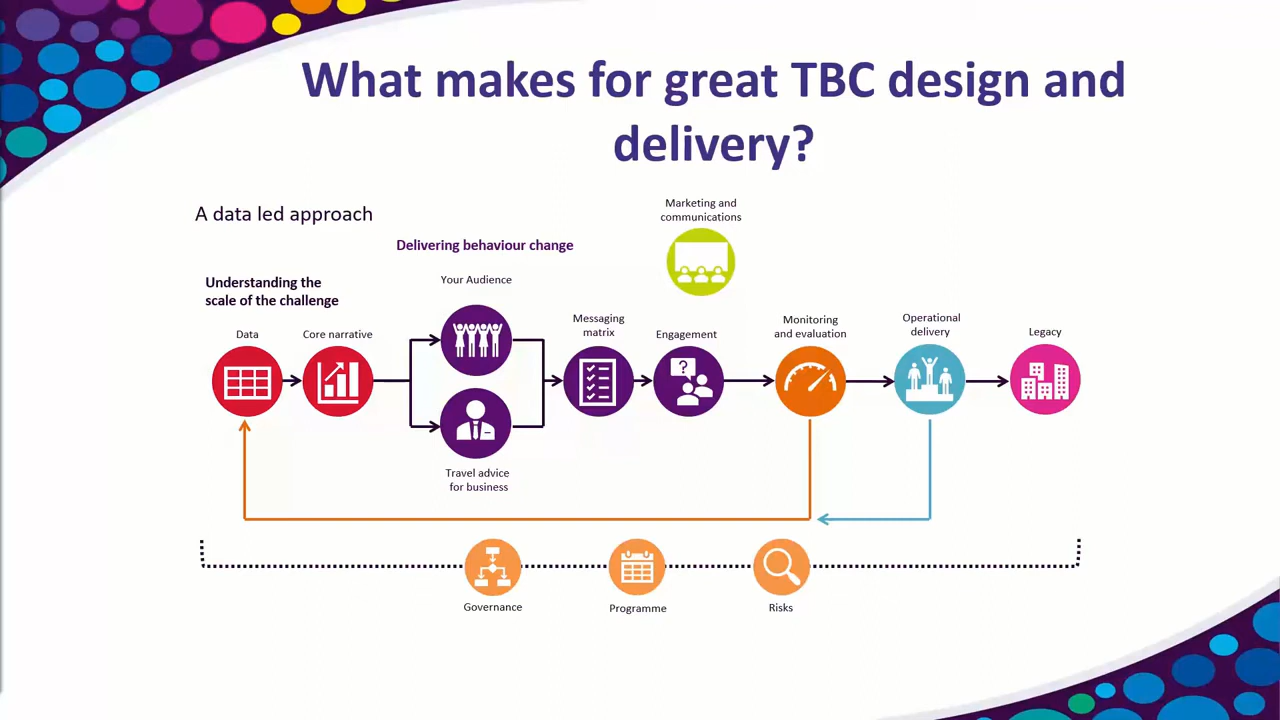 What makes for great TBC design and
delivery?
A data led approach
Marketing and
communications
Delivering behaviour change
Understanding the
scale of the challenge
Your Audience
Data
Core narrative
Messaging
matrix
Engagement
Monitoring
and evaluation
Operational
delivery
Legacy
?
Travel advice
for business
Governance
Programme
Risks